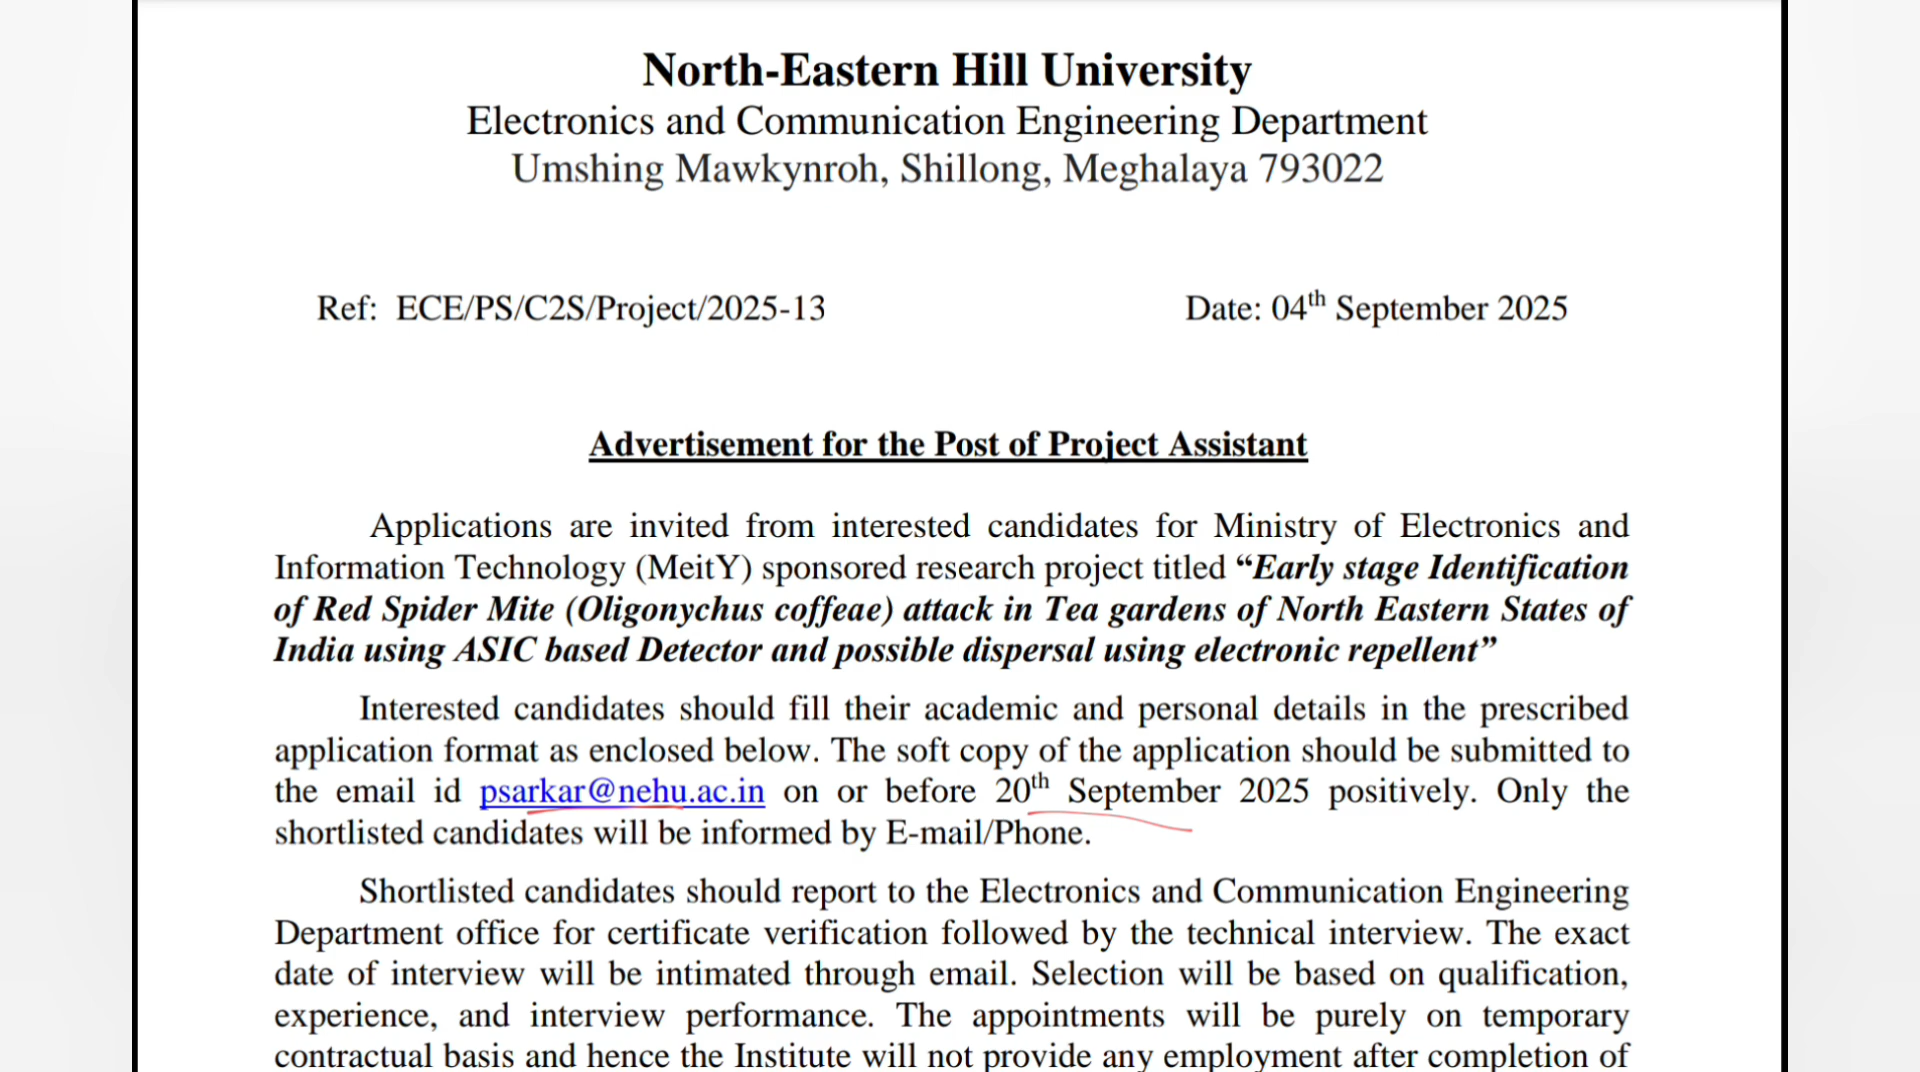 North-Eastern Hill University
Electronics and Communication Engineering Department
Umshing Mawkynroh, Shillong, Meghalaya 793022
Ref: ECE/PS/C2S/Project/2025-13 Date: 04th September 2025
Advertisement for the Post of Project Assistant
Applications are invited from interested candidates for Ministry of Electronics and
Information Technology (MeitY) sponsored research project titled “Early stage Identification
of Red Spider Mite (Oligonychus coffeae) attack in Tea gardens of North Eastern States of
India using ASIC based Detector and possible dispersal using electronic repellent”
Interested candidates should fill their academic and personal details in the prescribed
application format as enclosed below. The soft copy of the application should be submitted to
the email id psarkar@nehu.ac.in on or before 20th September 2025 positively. Only the
shortlisted candidates will be informed by E-mail/Phone.
Shortlisted candidates should report to the Electronics and Communication Engineering
Department office for certificate verification followed by the technical interview. The exact
date of interview will be intimated through email. Selection will be based on qualification,
experience, and interview performance. The appointments will be purely on temporary
contractual basis and hence the Institute will not provide any employment after completion of